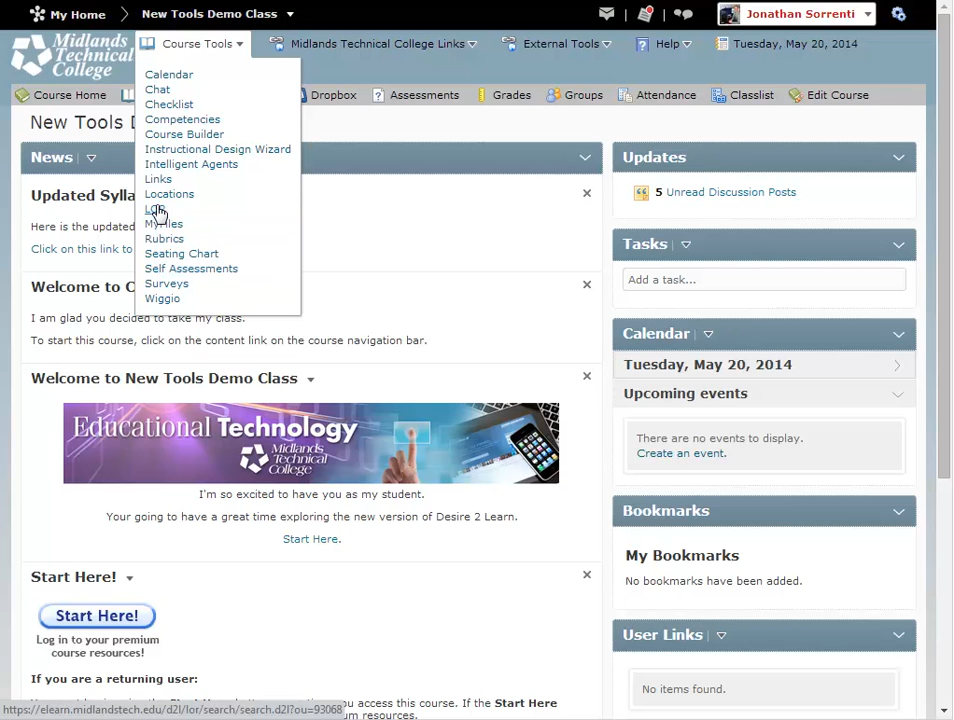 My Home
New Tools Demo Class
Jonathan Sorrenti
Midlands Technical College
Course Tools
Midlands Technical College Links
External Tools
Help
Tuesday, May 20, 2014
Course Home
Dropbox
Assessments
Grades
Groups
Attendance
Classlist
Edit Course
Calendar
Chat
Checklist
Competencies
Course Builder
Instructional Design Wizard
Intelligent Agents
Links
Locations
MyFiles
Rubrics
Seating Chart
Self Assessments
Surveys
Wiggio
New Tools
News
Updated
Here is the updated
Click on this link to
Welcome to
I am glad you decided to take my class.
To start this course, click on the content link on the course navigation bar.
Welcome to New Tools Demo Class
Educational Technology
Midlands Technical College
I'm so excited to have you as my student.
Your going to have a great time exploring the new version of Desire 2 Learn.
Start Here.
Start Here!
Start Here!
Log in to your premium
course resources!
If you are a returning user:
access this course. If the Start Here
premium resources.
https://elearn.midlandstech.edu/d2l/lor/search/search.d2l?ou=93068
Updates
5 Unread Discussion Posts
Tasks
Add a task...
Calendar
Tuesday, May 20, 2014
Upcoming events
There are no events to display.
Create an event.
Bookmarks
My Bookmarks
No bookmarks have been added.
User Links
No items found.